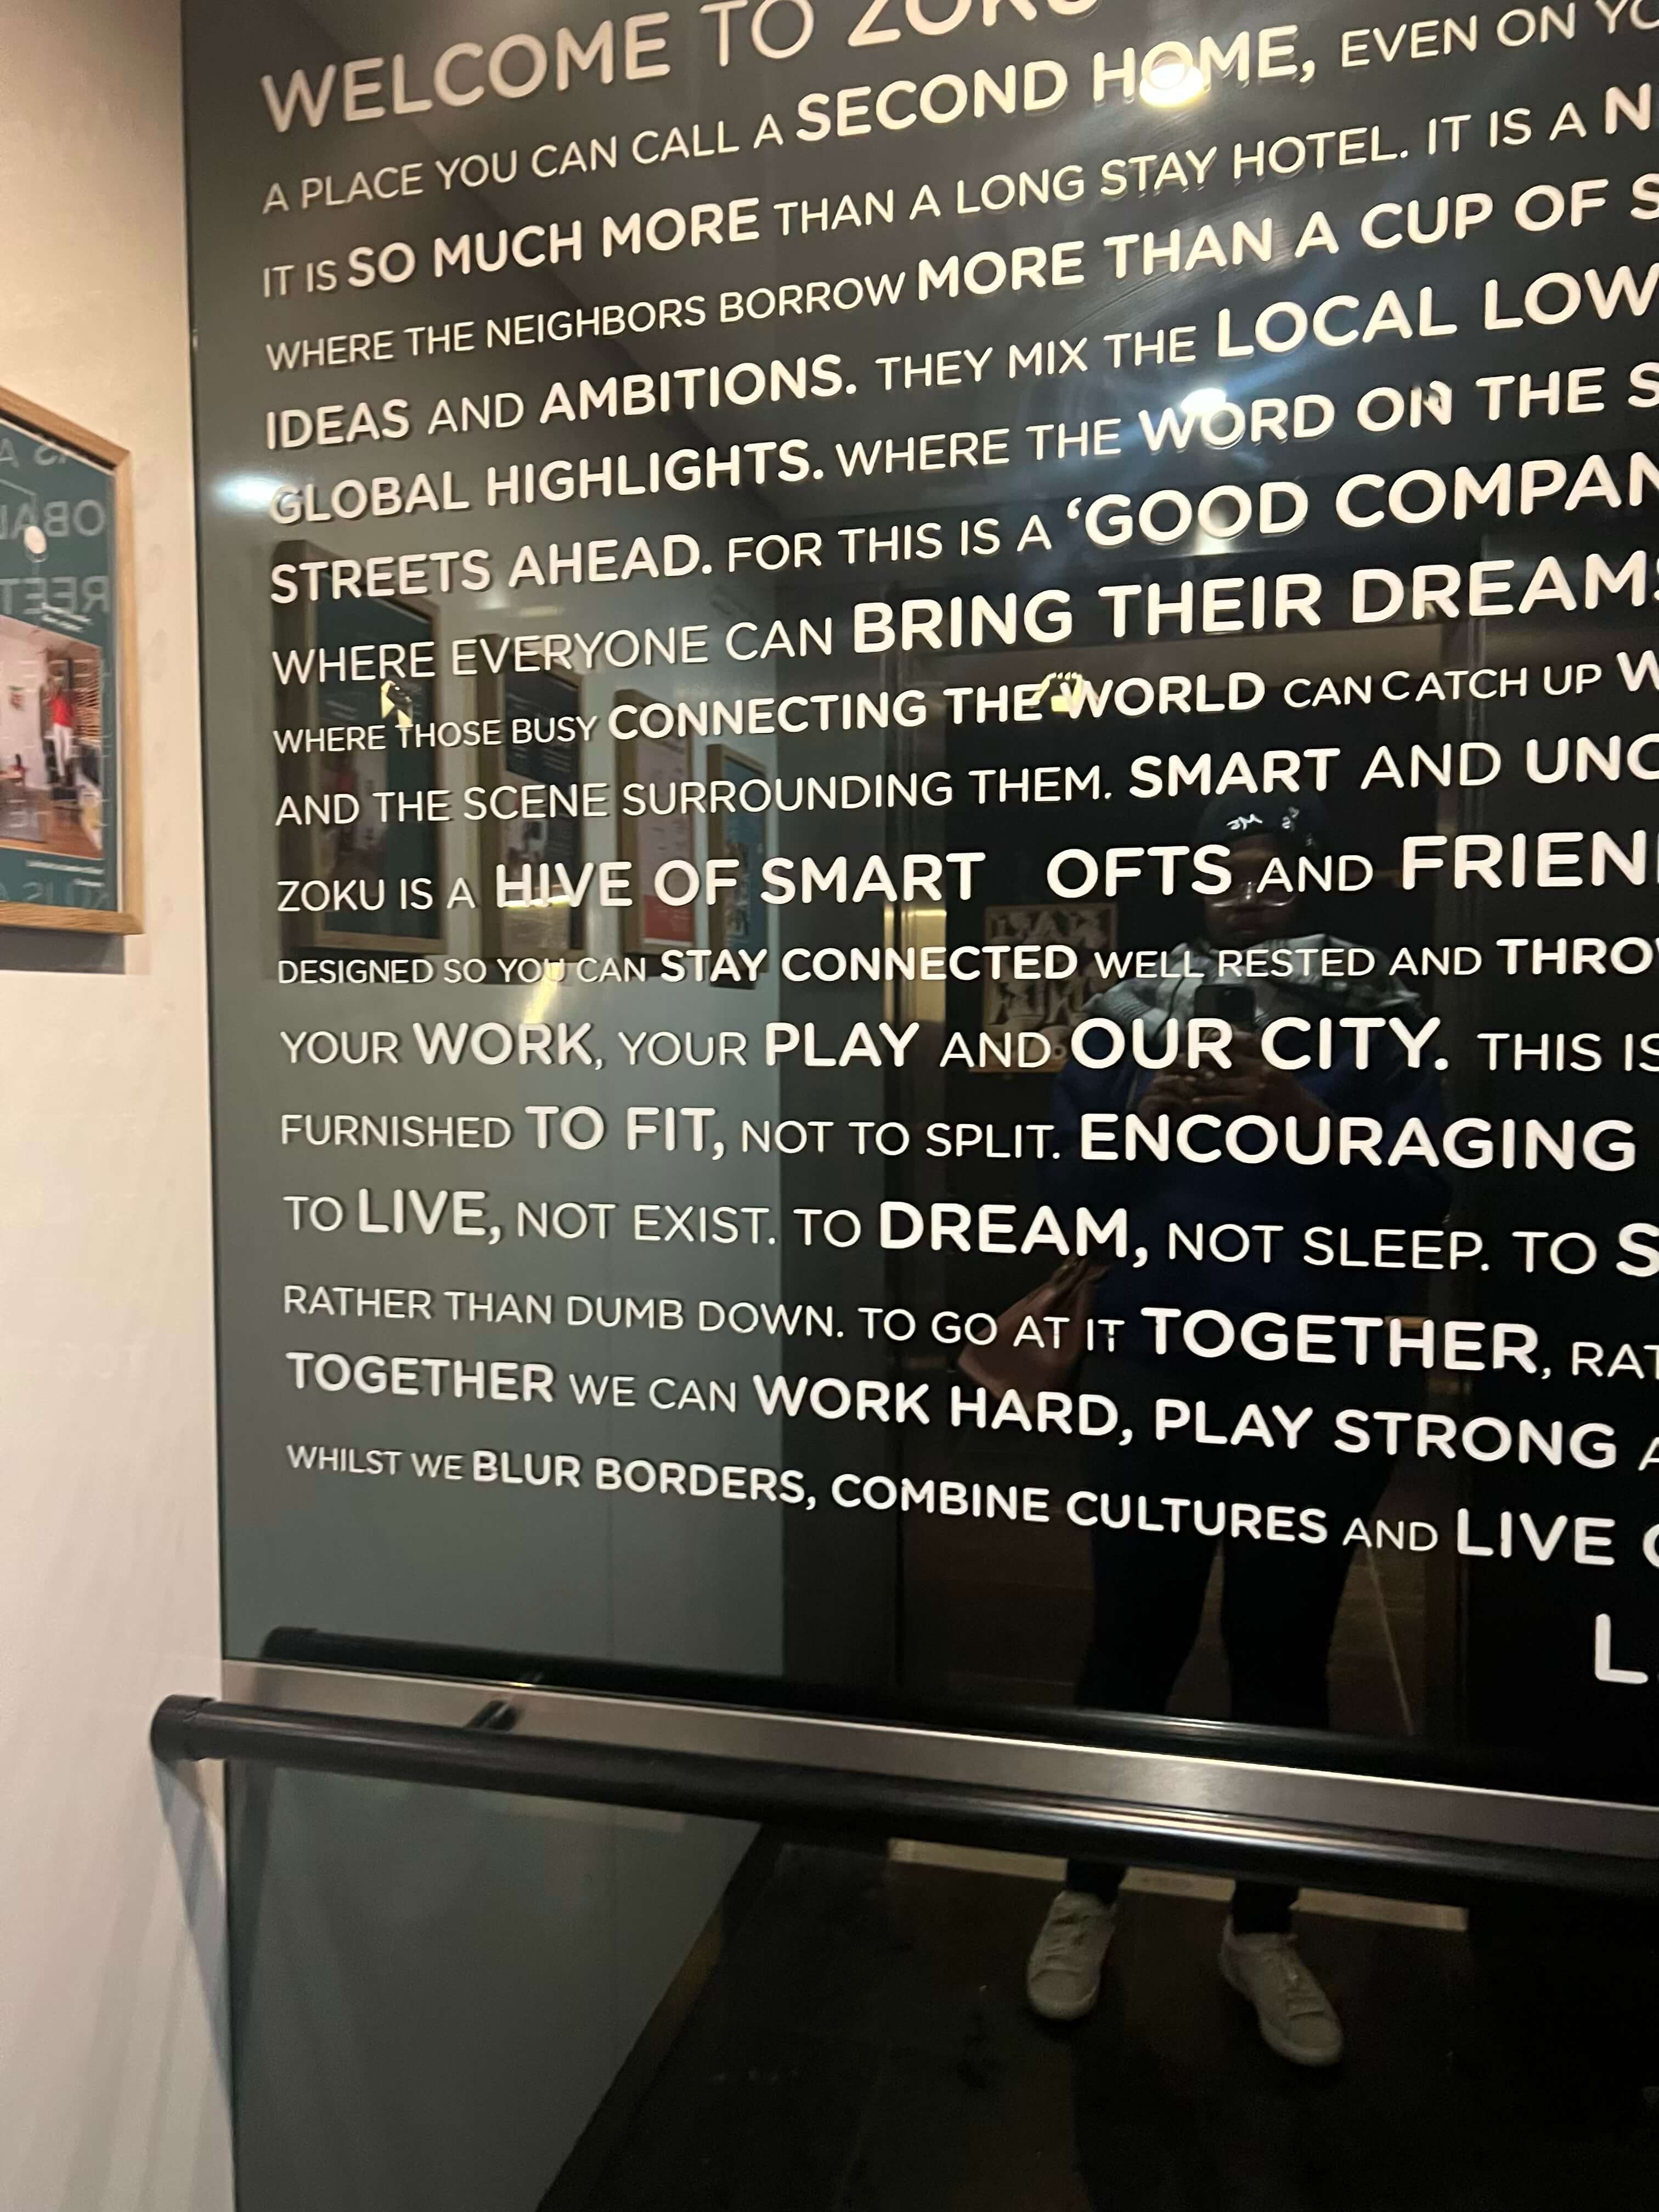 WELCOME TO ZOKU
A PLACE YOU CAN CALL A SECOND HOME, EVEN ON
IT IS SO MUCH MORE THAN A LONG STAY HOTEL. IT IS A
WHERE THE NEIGHBORS BORROW MORE THAN A CUP OF
IDEAS AND AMBITIONS. THEY MIX THE LOCAL
GLOBAL HIGHLIGHTS. WHERE THE WORD ON THE
STREETS AHEAD. FOR THIS IS A ‘GOOD
WHERE EVERYONE CAN BRING THEIR DREAMS
WHERE THOSE BUSY CONNECTING THE WORLD CAN CATCH UP
AND THE SCENE SURROUNDING THEM. SMART AND
ZOKU IS A HIVE OF SMART OFTS AND
DESIGNED SO YOU CAN STAY CONNECTED WELL RESTED AND
YOUR WORK, YOUR PLAY AND OUR CITY. THIS IS
FURNISHED TO FIT, NOT TO SPLIT. ENCOURAGING
TO LIVE, NOT EXIST. TO DREAM, NOT SLEEP. TO
RATHER THAN DUMB DOWN. TO GO AT IT TOGETHER,
TOGETHER WE CAN WORK HARD, PLAY STRONG
WHILST WE BLUR BORDERS, COMBINE CULTURES AND LIVE